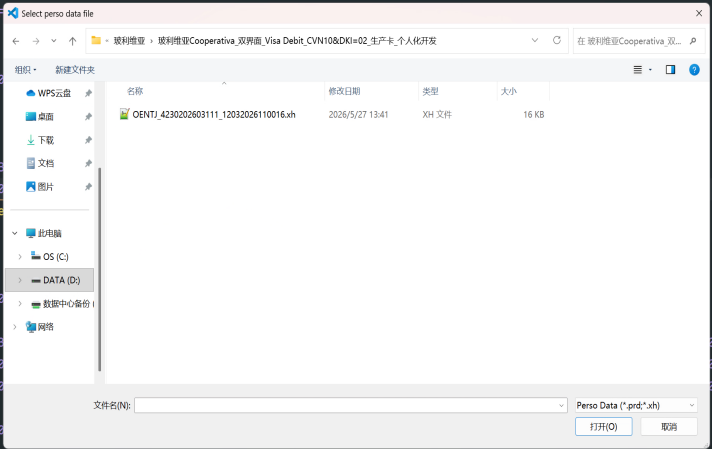 Select perso data file
玻利维亚 › 玻利维亚Cooperativa_双界面_Visa Debit_CVN10&DKI=02_生产卡_个人化开发
在 玻利维亚Cooperativa_双...
组织
新建文件夹
名称 修改日期 类型 大小
OENTJ_4230202603111_12032026110016.xh 2026/5/27 13:41 XH 文件 16 KB
WPS云盘
桌面
下载
文档
图片
此电脑
OS (C:)
DATA (D:)
数据中心备份 (
网络
文件名(N):
Perso Data (*.prd;*.xh)
打开(O)
取消